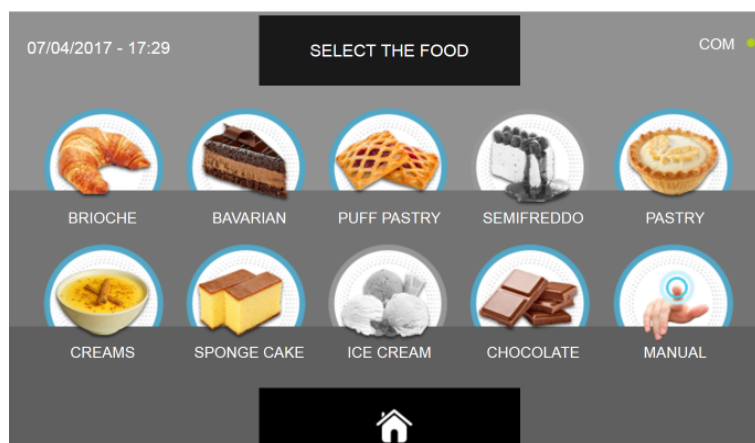 07/04/2017 - 17:29
SELECT THE FOOD
COM
BRIOCHE
BAVARIAN
PUFF PASTRY
SEMIFREDDO
PASTRY
CREAMS
SPONGE CAKE
ICE CREAM
CHOCOLATE
MANUAL